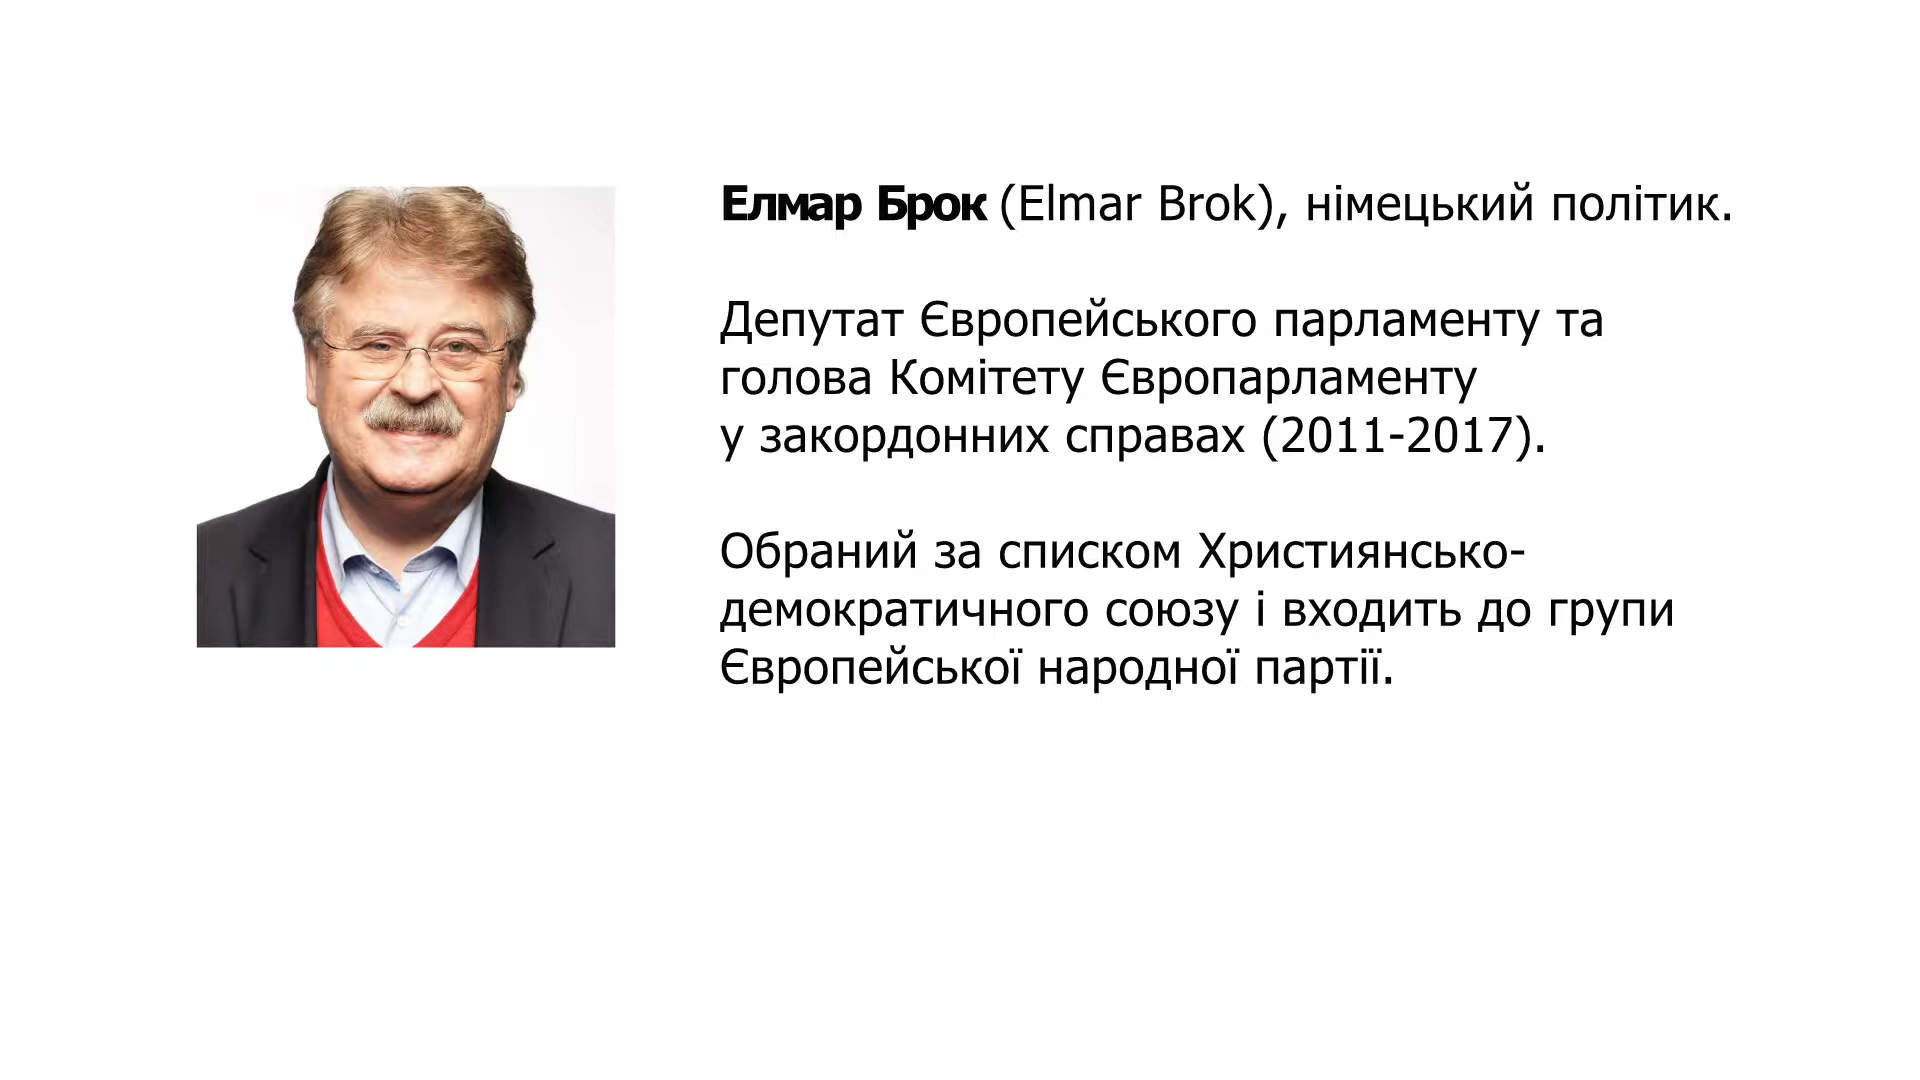 Елмар Брок (Elmar Brok), німецький політик.
Депутат Європейського парламенту та
голова Комітету Європарламенту
у закордонних справах (2011-2017).
Обраний за списком Християнсько-
демократичного союзу і входить до групи
Європейської народної партії.